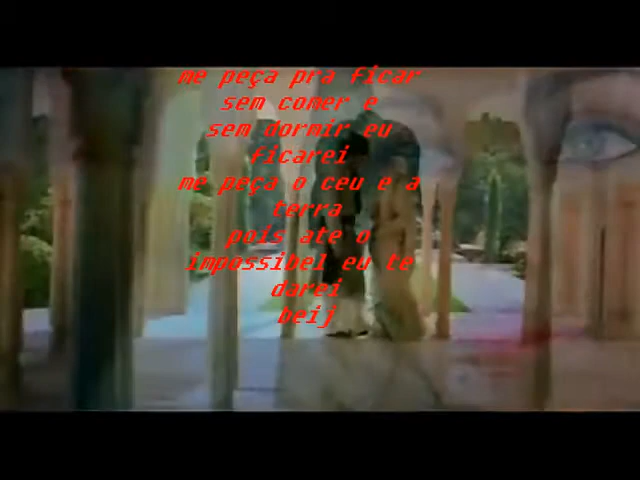 me peça pra ficar
sem comer e
sem dormir eu
ficarei
me peça o ceu e a
terra
pois ate o
impossibel eu te
darei
beij